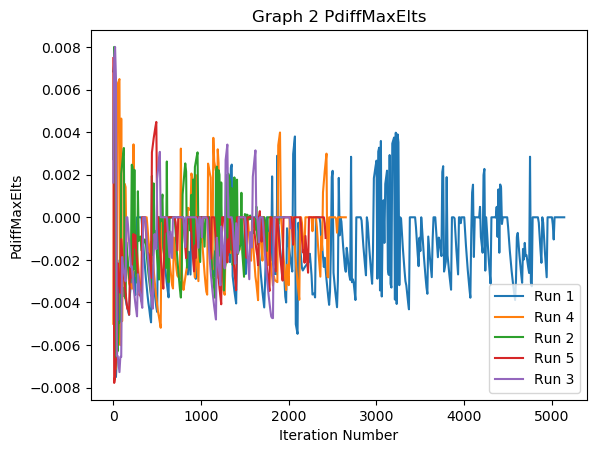 Graph 2 PdiffMaxElts
PdiffMaxElts
0.008
0.006
0.004
0.002
0.000
−0.002
−0.004
−0.006
−0.008
0
1000
2000
3000
4000
5000
Iteration Number
Run 1
Run 4
Run 2
Run 5
Run 3